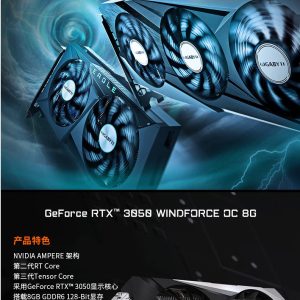 EAGLE
GIGABYTE
GIGABYTE
GeForce RTX™ 3050 WINDFORCE OC 8G
产品特色
NVIDIA AMPERE 架构
第二代RT Core
第三代Tensor Core
采用GeForce RTX™ 3050显示核心
搭载8GB GDDR6 128-Bit显存